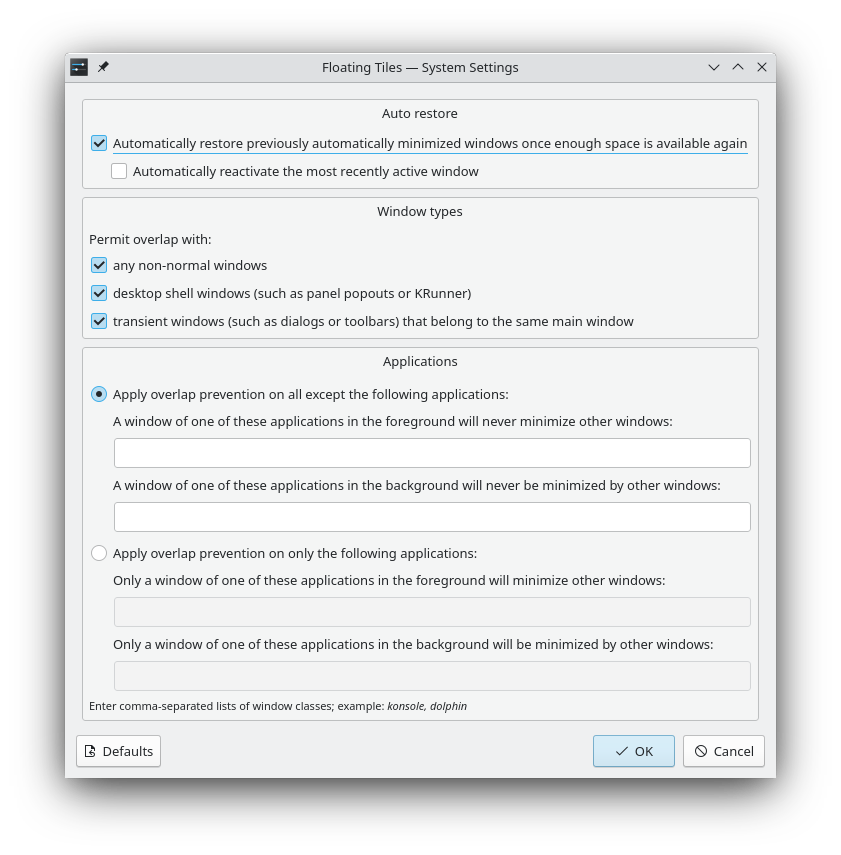 Floating Tiles — System Settings
Auto restore
Automatically restore previously automatically minimized windows once enough space is available again
Automatically reactivate the most recently active window
Window types
Permit overlap with:
any non-normal windows
desktop shell windows (such as panel popouts or KRunner)
transient windows (such as dialogs or toolbars) that belong to the same main window
Applications
Apply overlap prevention on all except the following applications:
A window of one of these applications in the foreground will never minimize other windows:
A window of one of these applications in the background will never be minimized by other windows:
Apply overlap prevention on only the following applications:
Only a window of one of these applications in the foreground will minimize other windows:
Only a window of one of these applications in the background will be minimized by other windows:
Enter comma-separated lists of window classes; example: konsole, dolphin
Defaults OK Cancel